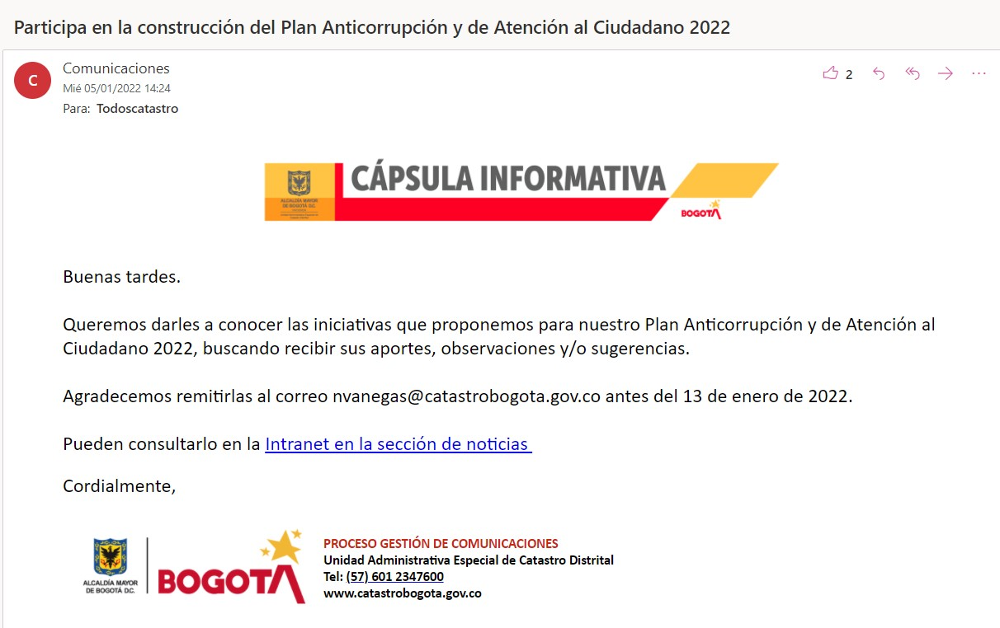 Participa en la construcción del Plan Anticorrupción y de Atención al Ciudadano 2022
C
Comunicaciones
Mié 05/01/2022 14:24
Para: Todoscatastro
2
CÁPSULA INFORMATIVA
ALCALDÍA MAYOR
DE BOGOTÁ D.C.
BOGOTÁ
Buenas tardes.
Queremos darles a conocer las iniciativas que proponemos para nuestro Plan Anticorrupción y de Atención al
Ciudadano 2022, buscando recibir sus aportes, observaciones y/o sugerencias.
Agradecemos remitirlas al correo nvanegas@catastrobogota.gov.co antes del 13 de enero de 2022.
Pueden consultarlo en la Intranet en la sección de noticias
Cordialmente,
ALCALDÍA MAYOR
DE BOGOTÁ D.C.
BOGOTÁ
PROCESO GESTIÓN DE COMUNICACIONES
Unidad Administrativa Especial de Catastro Distrital
Tel: (57) 601 2347600
www.catastrobogota.gov.co